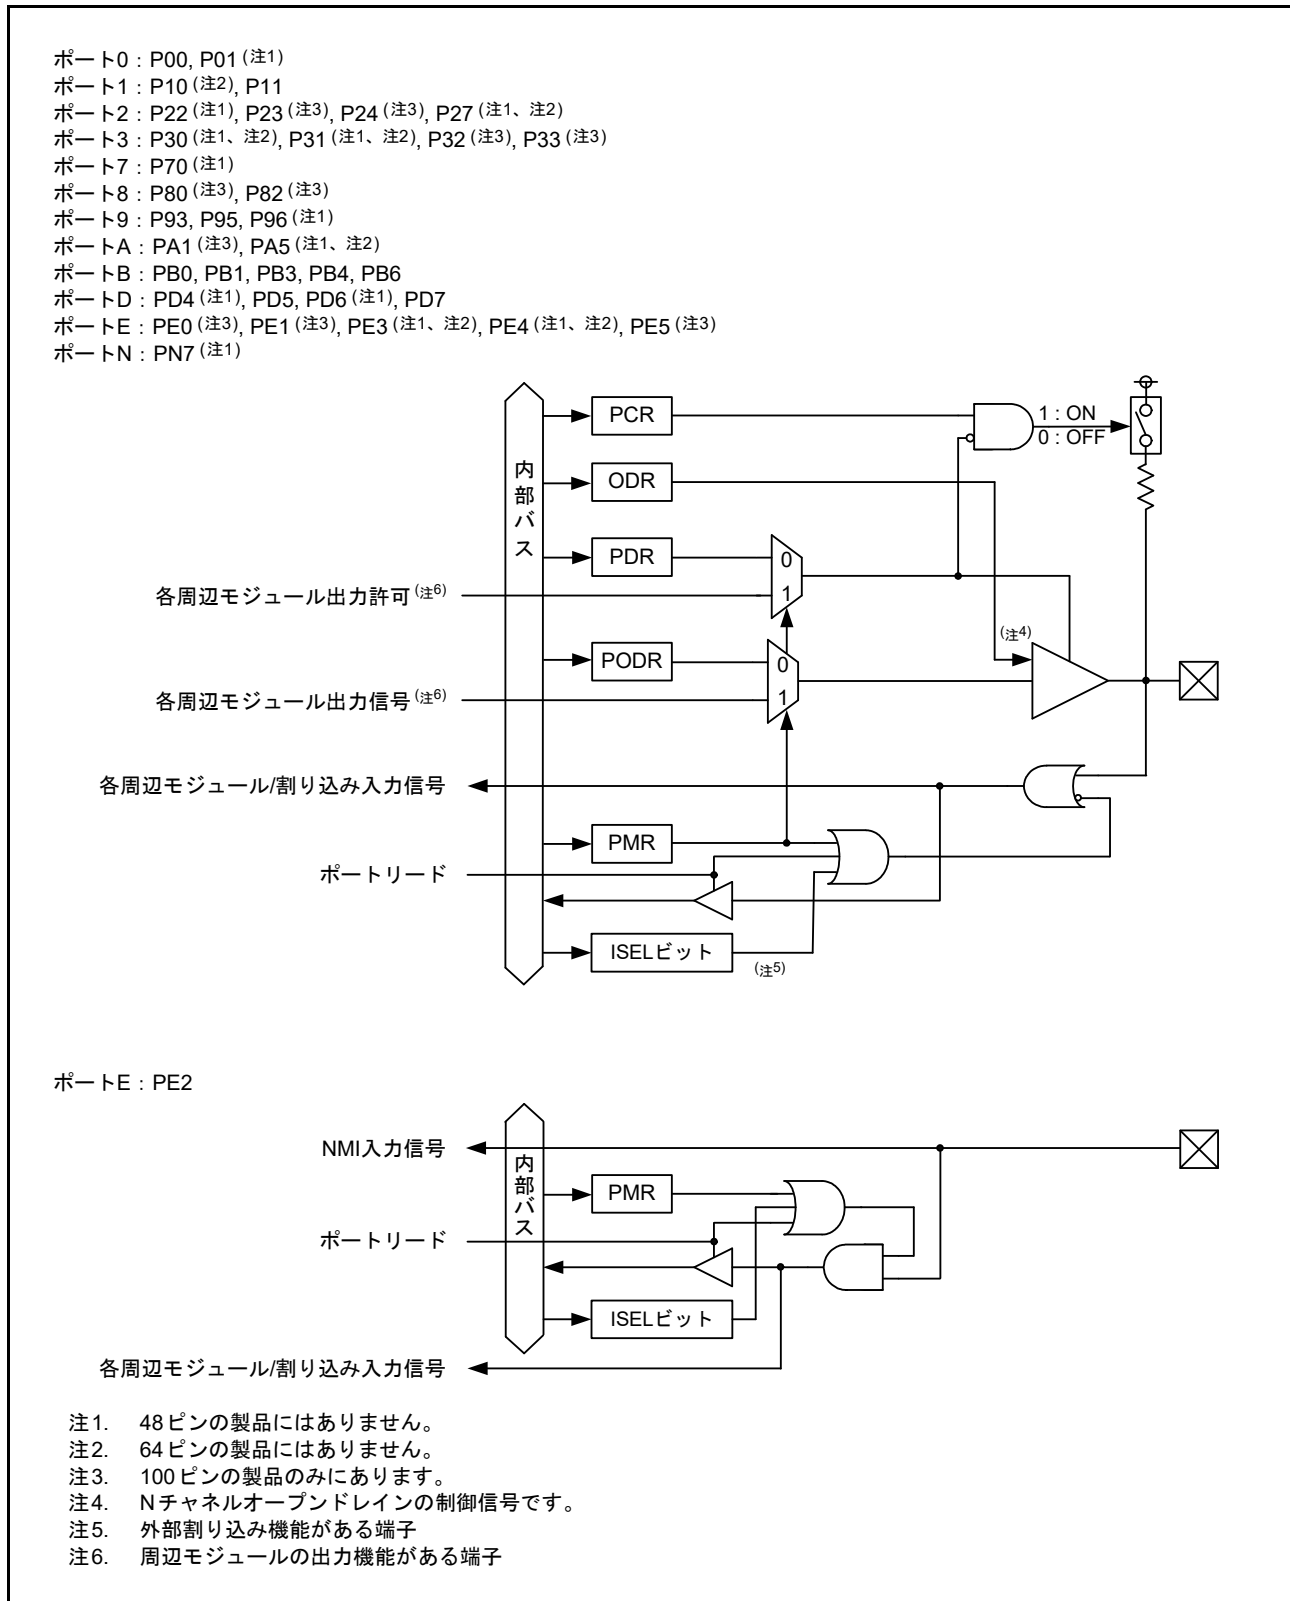 ポート0：P00, P01 (注1)
ポート1：P10 (注2), P11
ポート2：P22 (注1), P23 (注3), P24 (注3), P27 (注1、注2)
ポート3：P30 (注1、注2), P31 (注1、注2), P32 (注3), P33 (注3)
ポート7：P70 (注1)
ポート8：P80 (注3), P82 (注3)
ポート9：P93, P95, P96 (注1)
ポートA：PA1 (注3), PA5 (注1、注2)
ポートB：PB0, PB1, PB3, PB4, PB6
ポートD：PD4 (注1), PD5, PD6 (注1), PD7
ポートE：PE0 (注3), PE1 (注3), PE3 (注1、注2), PE4 (注1、注2), PE5 (注3)
ポートN：PN7 (注1)
内部バス
PCR
1：ON
0：OFF
ODR
PDR
0
1
各周辺モジュール出力許可 (注6)
(注4)
PODR
0
1
各周辺モジュール出力信号 (注6)
各周辺モジュール/割り込み入力信号
PMR
ポートリード
ISELビット
(注5)
ポートE：PE2
NMI入力信号
内部バス
PMR
ポートリード
ISELビット
各周辺モジュール/割り込み入力信号
注1. 48ピンの製品にはありません。
注2. 64ピンの製品にはありません。
注3. 100ピンの製品のみにあります。
注4. Nチャネルオープンドレインの制御信号です。
注5. 外部割り込み機能がある端子
注6. 周辺モジュールの出力機能がある端子